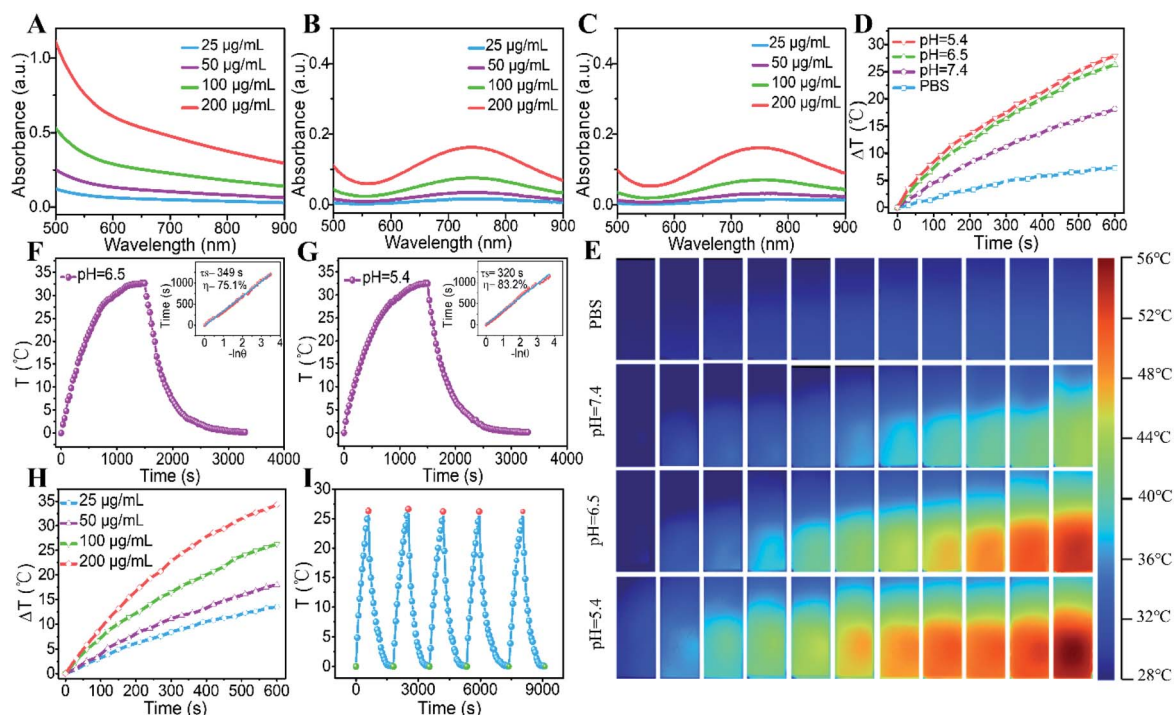 A
1.0
0.5
0.0
Absorbance (a.u.)
25 µg/mL
50 µg/mL
100 µg/mL
200 µg/mL
500 600 700 800 900
Wavelength (nm)
B
0.4
0.2
0.0
Absorbance (a.u.)
25 µg/mL
50 µg/mL
100 µg/mL
200 µg/mL
500 600 700 800 900
Wavelength (nm)
C
0.4
0.2
0.0
Absorbance (a.u.)
25 µg/mL
50 µg/mL
100 µg/mL
200 µg/mL
500 600 700 800 900
Wavelength (nm)
D
30
25
20
15
10
5
0
ΔT (℃)
pH=5.4
pH=6.5
pH=7.4
PBS
0 100 200 300 400 500 600
Time (s)
F
35
30
25
20
15
10
5
0
T (℃)
pH=6.5
τs= 349 s
η= 75.1%
1000
500
0
Time (s)
0 1 2 3 4
-lnθ
0 1000 2000 3000 4000
Time (s)
G
35
30
25
20
15
10
5
0
T (℃)
pH=5.4
τs= 320 s
η= 83.2%
1000
500
0
Time (s)
0 1 2 3 4
-lnθ
0 1000 2000 3000 4000
Time (s)
E
PBS
pH=7.4
pH=6.5
pH=5.4
56℃
52℃
48℃
44℃
40℃
36℃
32℃
28℃
H
35
30
25
20
15
10
5
0
ΔT (℃)
25 µg/mL
50 µg/mL
100 µg/mL
200 µg/mL
0 100 200 300 400 500 600
Time (s)
I
30
25
20
15
10
5
0
T (℃)
0 3000 6000 9000
Time (s)